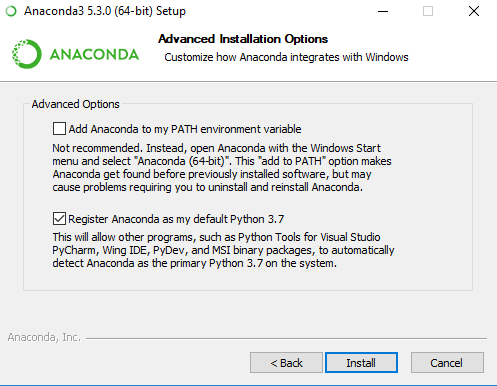 Anaconda3 5.3.0 (64-bit) Setup
Advanced Installation Options
Customize how Anaconda integrates with Windows
ANACONDA
Advanced Options
Add Anaconda to my PATH environment variable
Not recommended. Instead, open Anaconda with the Windows Start
menu and select "Anaconda (64-bit)". This "add to PATH" option makes
Anaconda get found before previously installed software, but may
cause problems requiring you to uninstall and reinstall Anaconda.
Register Anaconda as my default Python 3.7
This will allow other programs, such as Python Tools for Visual Studio
PyCharm, Wing IDE, PyDev, and MSI binary packages, to automatically
detect Anaconda as the primary Python 3.7 on the system.
Anaconda, Inc.
< Back
Install
Cancel